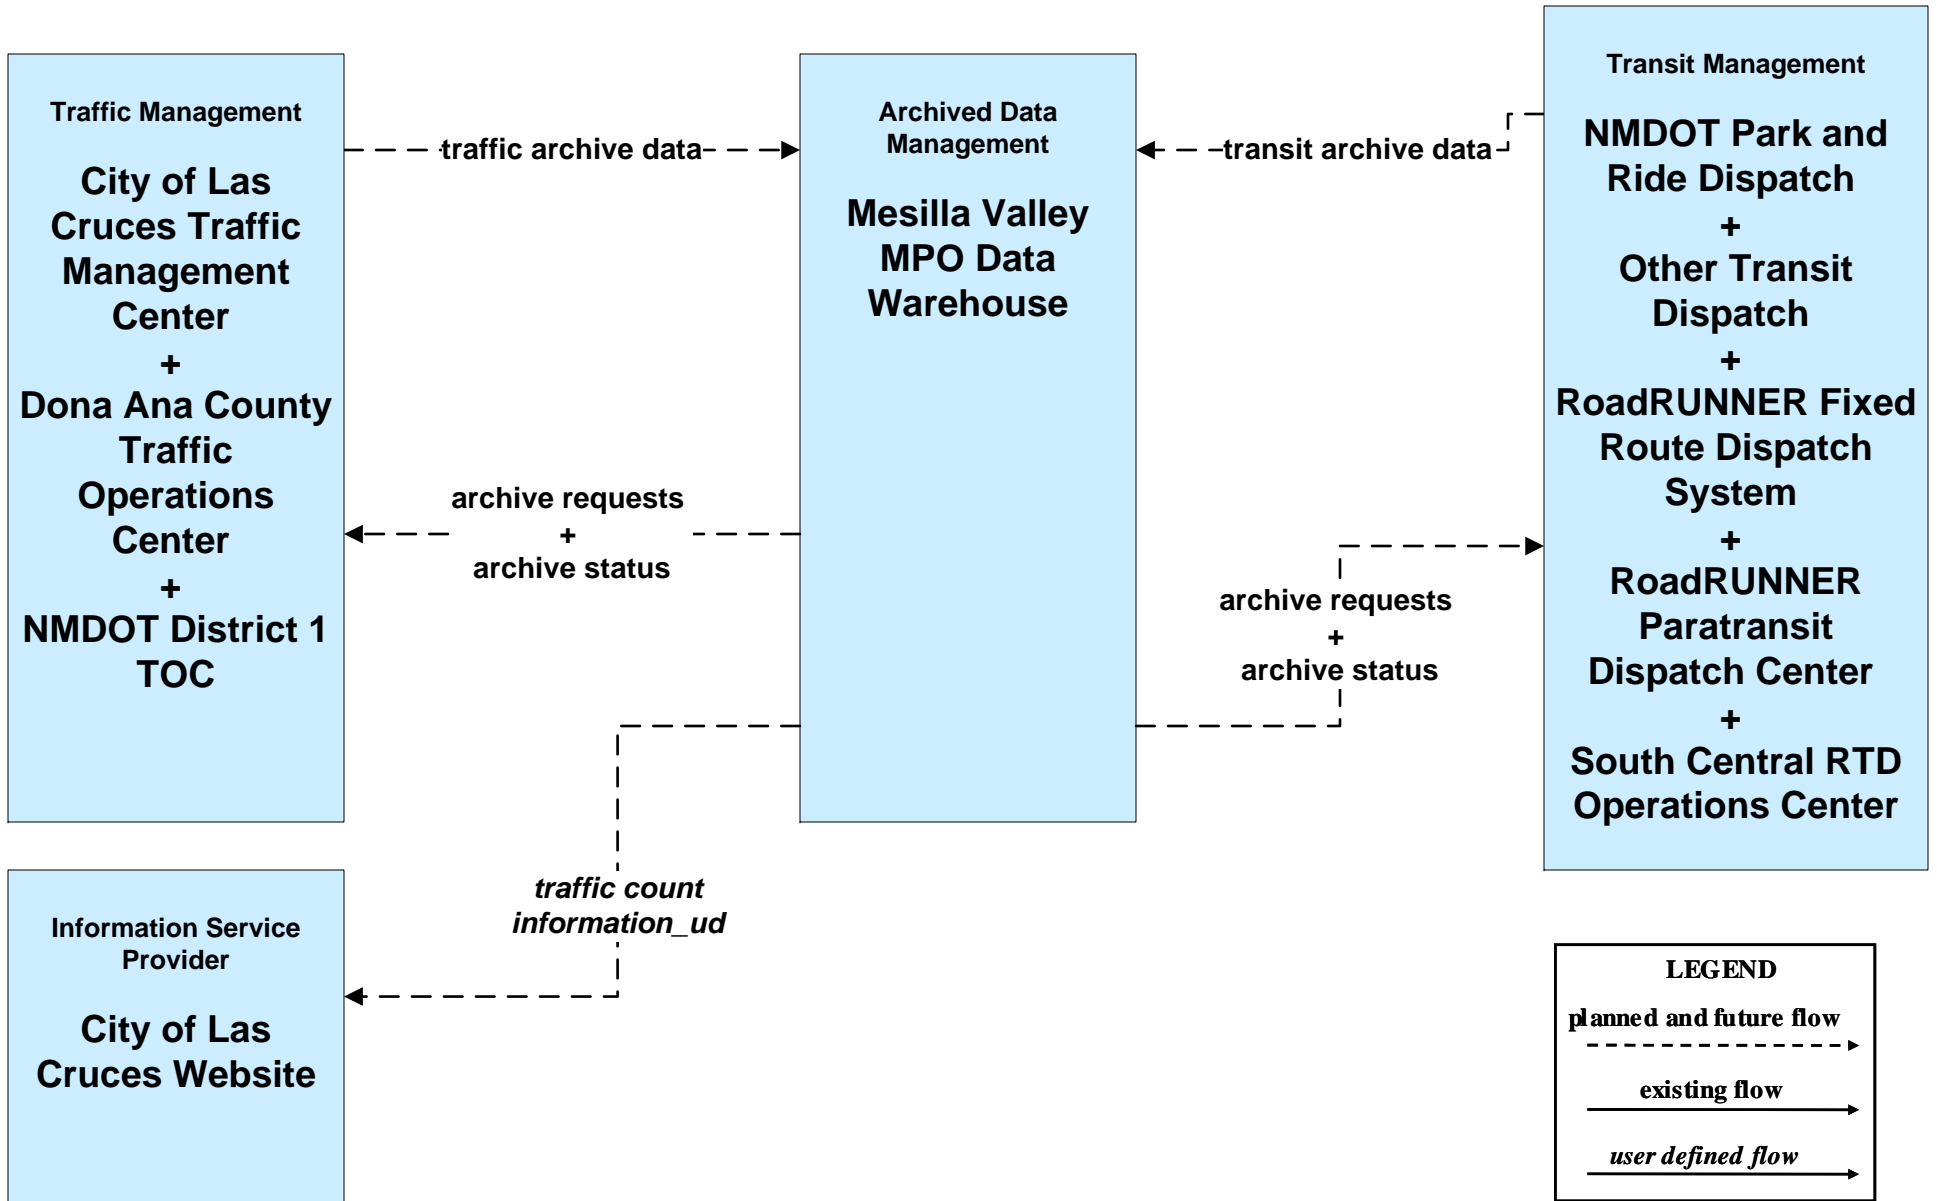 Traffic Management
City of Las
Cruces Traffic
Management
Center
+
Dona Ana County
Traffic
Operations
Center
+
NMDOT District 1
TOC
traffic archive data
archive requests
+
archive status
Archived Data
Management
Mesilla Valley
MPO Data
Warehouse
transit archive data
archive requests
+
archive status
Transit Management
NMDOT Park and
Ride Dispatch
+
Other Transit
Dispatch
+
RoadRUNNER Fixed
Route Dispatch
System
+
RoadRUNNER
Paratransit
Dispatch Center
+
South Central RTD
Operations Center
traffic count
information_ud
Information Service
Provider
City of Las
Cruces Website
LEGEND
planned and future flow
existing flow
user defined flow